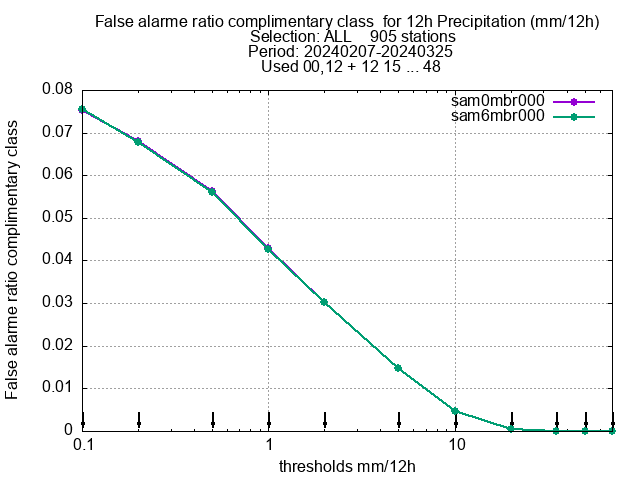 False alarme ratio complimentary class  for 12h Precipitation (mm/12h)
Selection: ALL    905 stations
Period: 20240207-20240325
Used 00,12 + 12 15 ... 48
sam0mbr000
sam6mbr000
False alarme ratio complimentary class
0.08
0.07
0.06
0.05
0.04
0.03
0.02
0.01
0
0.1
1
10
thresholds mm/12h